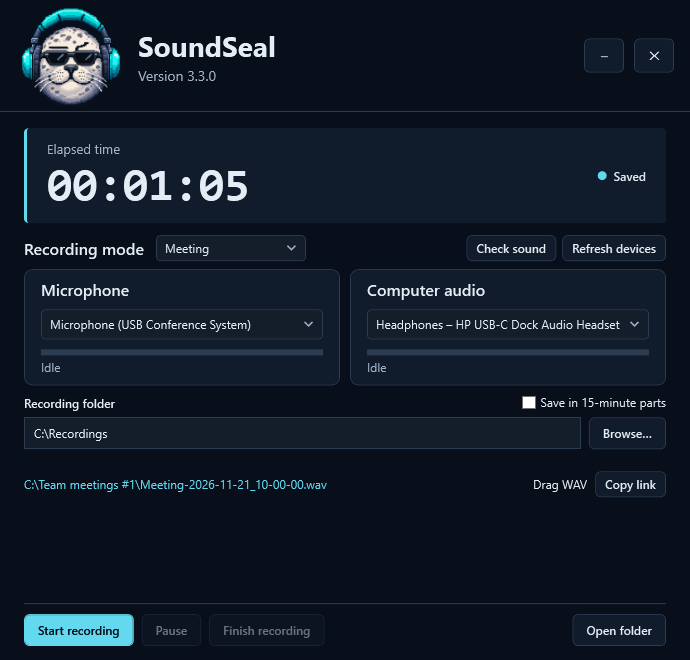 SoundSeal
Version 3.3.0
Elapsed time
00:01:05
Saved
Recording mode
Meeting
Check sound
Refresh devices
Microphone
Microphone (USB Conference System)
Idle
Computer audio
Headphones – HP USB-C Dock Audio Headset
Idle
Recording folder
Save in 15-minute parts
C:\Recordings
Browse...
C:\Team meetings #1\Meeting-2026-11-21_10-00-00.wav
Drag WAV
Copy link
Start recording
Pause
Finish recording
Open folder